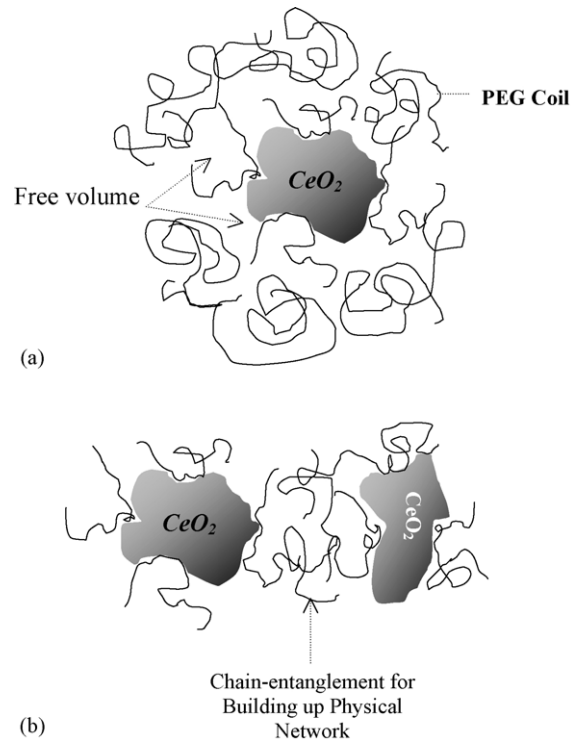 PEG Coil
CeO2
Free volume
(a)
CeO2
CeO2
Chain-entanglement for
Building up Physical
Network
(b)